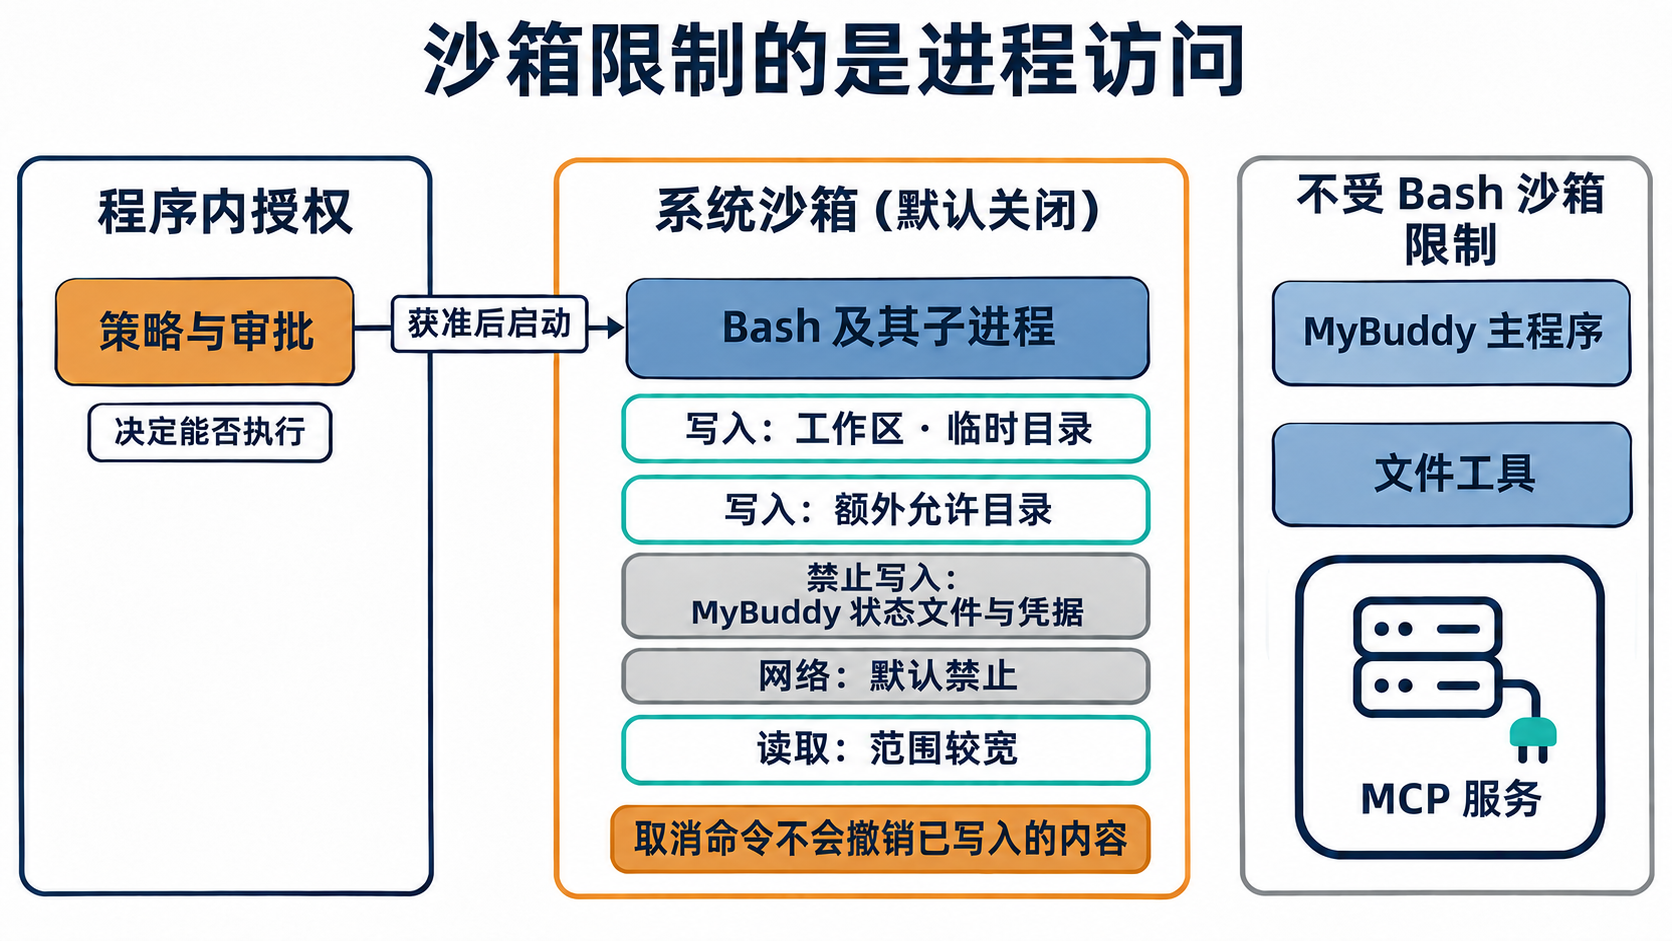 沙箱限制的是进程访问
程序内授权
策略与审批
决定能否执行
获准后启动
系统沙箱（默认关闭）
Bash 及其子进程
写入：工作区 · 临时目录
写入：额外允许目录
禁止写入：
MyBuddy 状态文件与凭据
网络：默认禁止
读取：范围较宽
取消命令不会撤销已写入的内容
不受 Bash 沙箱
限制
MyBuddy 主程序
文件工具
MCP 服务